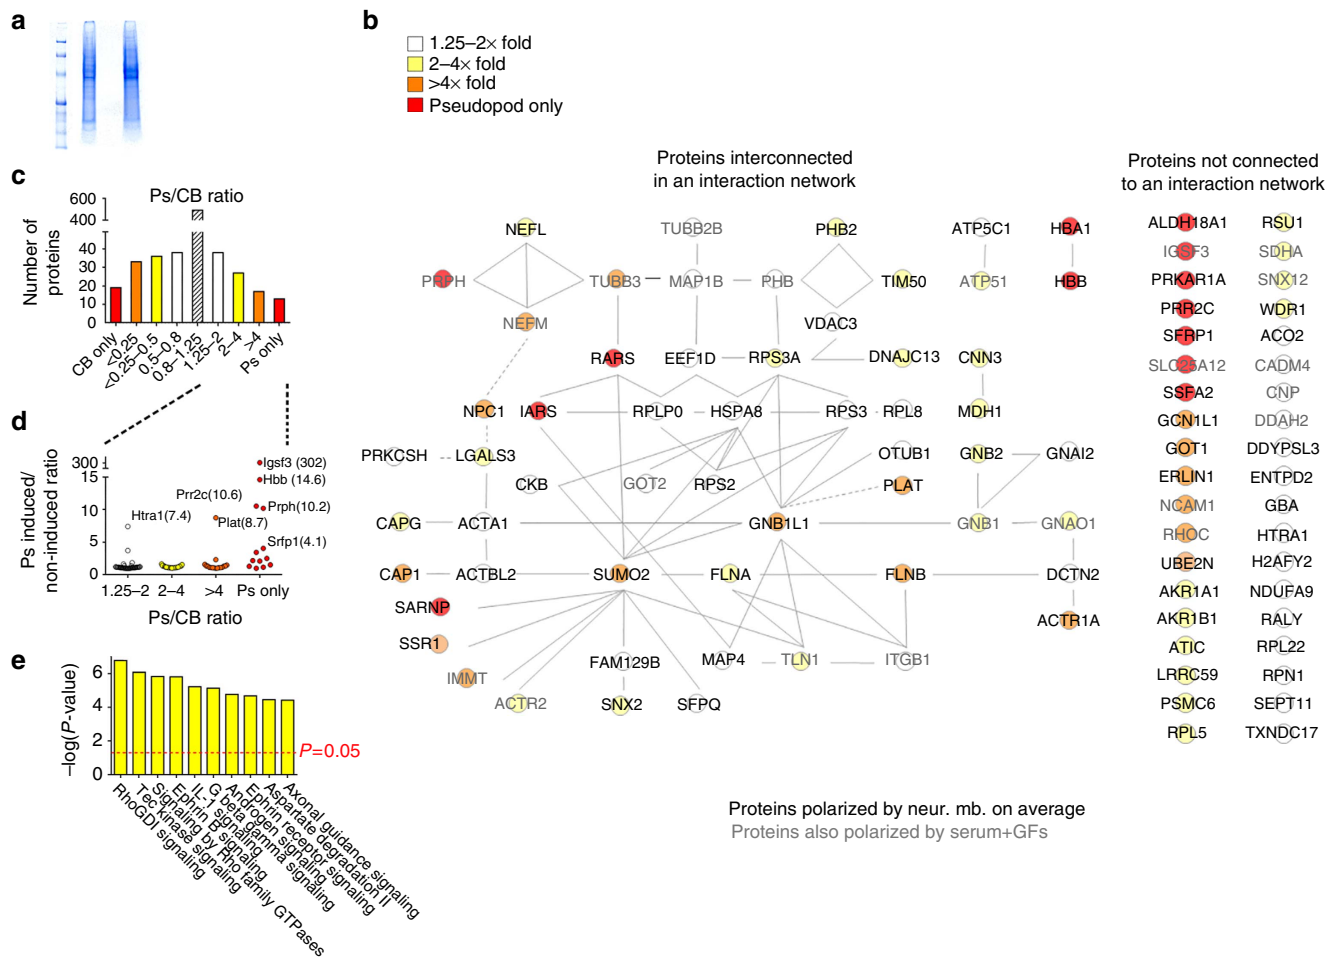 a
b
1.25–2× fold
2–4× fold
>4× fold
Pseudopod only
Proteins interconnected
in an interaction network
Proteins not connected
to an interaction network
NEFL
TUBB2B
PHB2
ATP5C1
HBA1
PRPH
TUBB3
MAP1B
PHB
TIM50
ATP51
HBB
NEFM
VDAC3
RARS
EEF1D
RPS3A
DNAJC13
CNN3
NPC1
IARS
RPLP0
HSPA8
RPS3
RPL8
MDH1
PRKCSH
LGALS3
OTUB1
GNB2
GNAI2
CKB
GOT2
RPS2
PLAT
CAPG
ACTA1
GNB1L1
GNB1
GNAO1
CAP1
ACTBL2
SUMO2
FLNA
FLNB
DCTN2
SARNP
ACTR1A
SSR1
IMMT
FAM129B
MAP4
TLN1
ITGB1
ACTR2
SNX2
SFPQ
ALDH18A1
RSU1
IGSF3
SDHA
PRKAR1A
SNX12
PRR2C
WDR1
SFRP1
ACO2
SLC25A12
CADM4
SSFA2
CNP
GCN1L1
DDAH2
GOT1
DDYPSL3
ERLIN1
ENTPD2
NCAM1
GBA
RHOC
HTRA1
UBE2N
H2AFY2
AKR1A1
NDUFA9
AKR1B1
RALY
ATIC
RPL22
LRRC59
RPN1
PSMC6
SEPT11
RPL5
TXNDC17
Proteins polarized by neur. mb. on average
Proteins also polarized by serum+GFs
c
Ps/CB ratio
Number of
proteins
600
400
40
30
20
10
0
CB only
<0.25
<0.25–0.5
0.5–0.8
0.8–1.25
1.25–2
2–4
>4
Ps only
d
Ps induced/
non-induced ratio
300
15
10
5
0
Igsf3 (302)
Hbb (14.6)
Prr2c(10.6)
Prph(10.2)
Htra1(7.4)
Plat(8.7)
Srfp1(4.1)
1.25–2
2–4
>4
Ps only
Ps/CB ratio
e
–log(P-value)
6
4
2
0
P=0.05
RhoGDI signaling
Tec kinase signaling
Signaling by Rho family GTPases
Ephrin B signaling
IL-1 signaling
G beta gamma signaling
Androgen signaling
Ephrin receptor signaling
Aspartate degradation II
Axonal guidance signaling